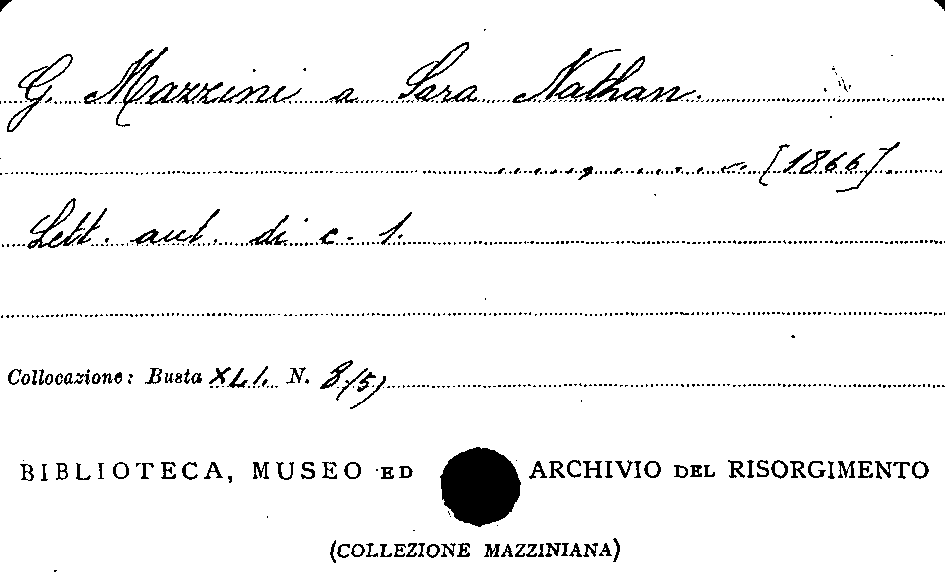 G. Mazzini a Sara Nathan.
[1866].
Lett. aut. di c. 1.
Collocazione: Busta XLI. N. 8(5)
BIBLIOTECA, MUSEO ED ARCHIVIO DEL RISORGIMENTO
(COLLEZIONE MAZZINIANA)